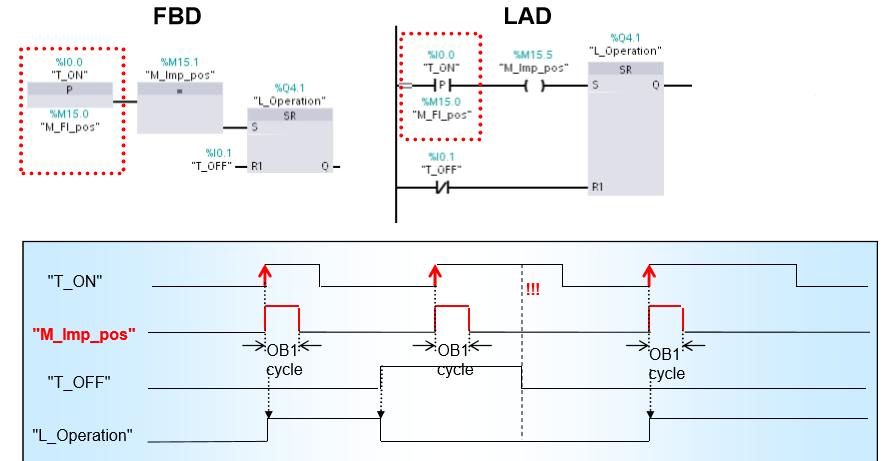 FBD
%I0.0
"T_ON"
P
%M15.0
"M_Fl_pos"
%M15.1
"M_Imp_pos"
=
%Q4.1
"L_Operation"
SR
S
%I0.1
"T_OFF"
R1
Q
LAD
%I0.0
"T_ON"
P
%M15.0
"M_Fl_pos"
%M15.5
"M_Imp_pos"
%Q4.1
"L_Operation"
SR
S
Q
%I0.1
"T_OFF"
R1
"T_ON"
!!!
"M_Imp_pos"
OB1
cycle
OB1
cycle
OB1
cycle
"T_OFF"
"L_Operation"